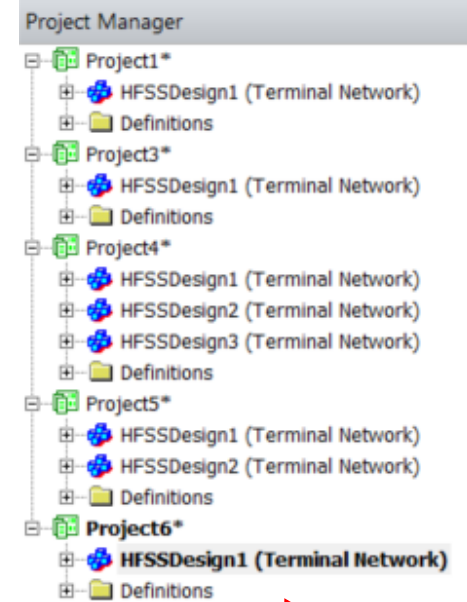 Project Manager
Project1*
HFSSDesign1 (Terminal Network)
Definitions
Project3*
HFSSDesign1 (Terminal Network)
Definitions
Project4*
HFSSDesign1 (Terminal Network)
HFSSDesign2 (Terminal Network)
HFSSDesign3 (Terminal Network)
Definitions
Project5*
HFSSDesign1 (Terminal Network)
HFSSDesign2 (Terminal Network)
Definitions
Project6*
HFSSDesign1 (Terminal Network)
Definitions